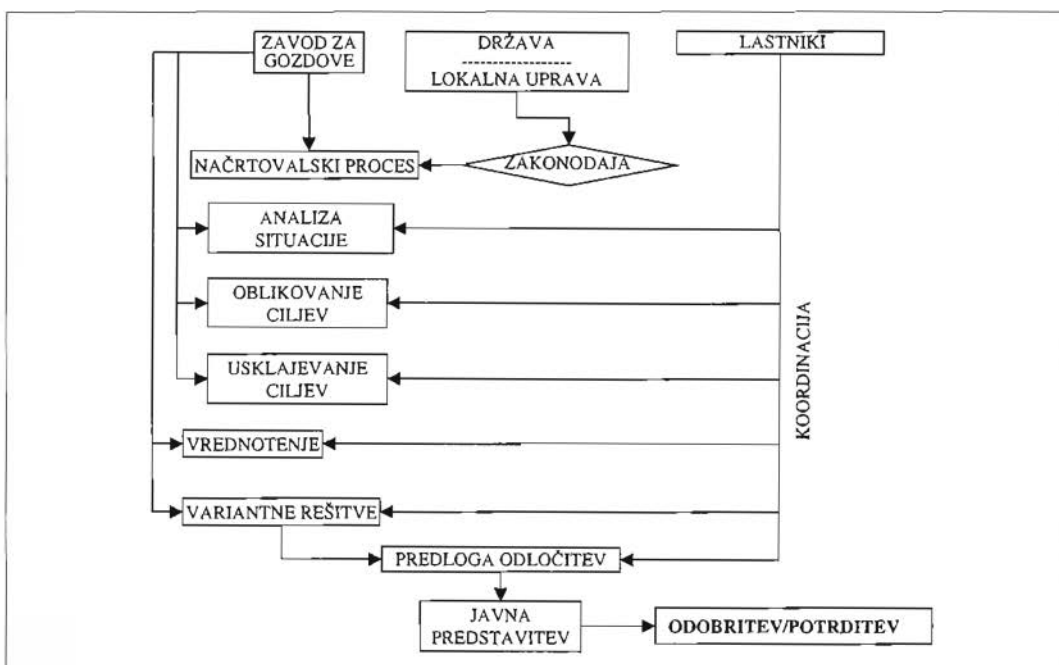 ZAVOD ZA
GOZDOVE
DRŽAVA
------------------
LOKALNA UPRAVA
LASTNIKI
NAČRTOVALSKI PROCES
ZAKONODAJA
ANALIZA
SITUACIJE
OBLIKOVANJE
CILJEV
USKLAJEVANJE
CILJEV
KOORDINACIJA
VREDNOTENJE
VARIANTNE REŠITVE
PREDLOGA ODLOČITEV
JAVNA
PREDSTAVITEV
ODOBRITEV/POTRDITEV